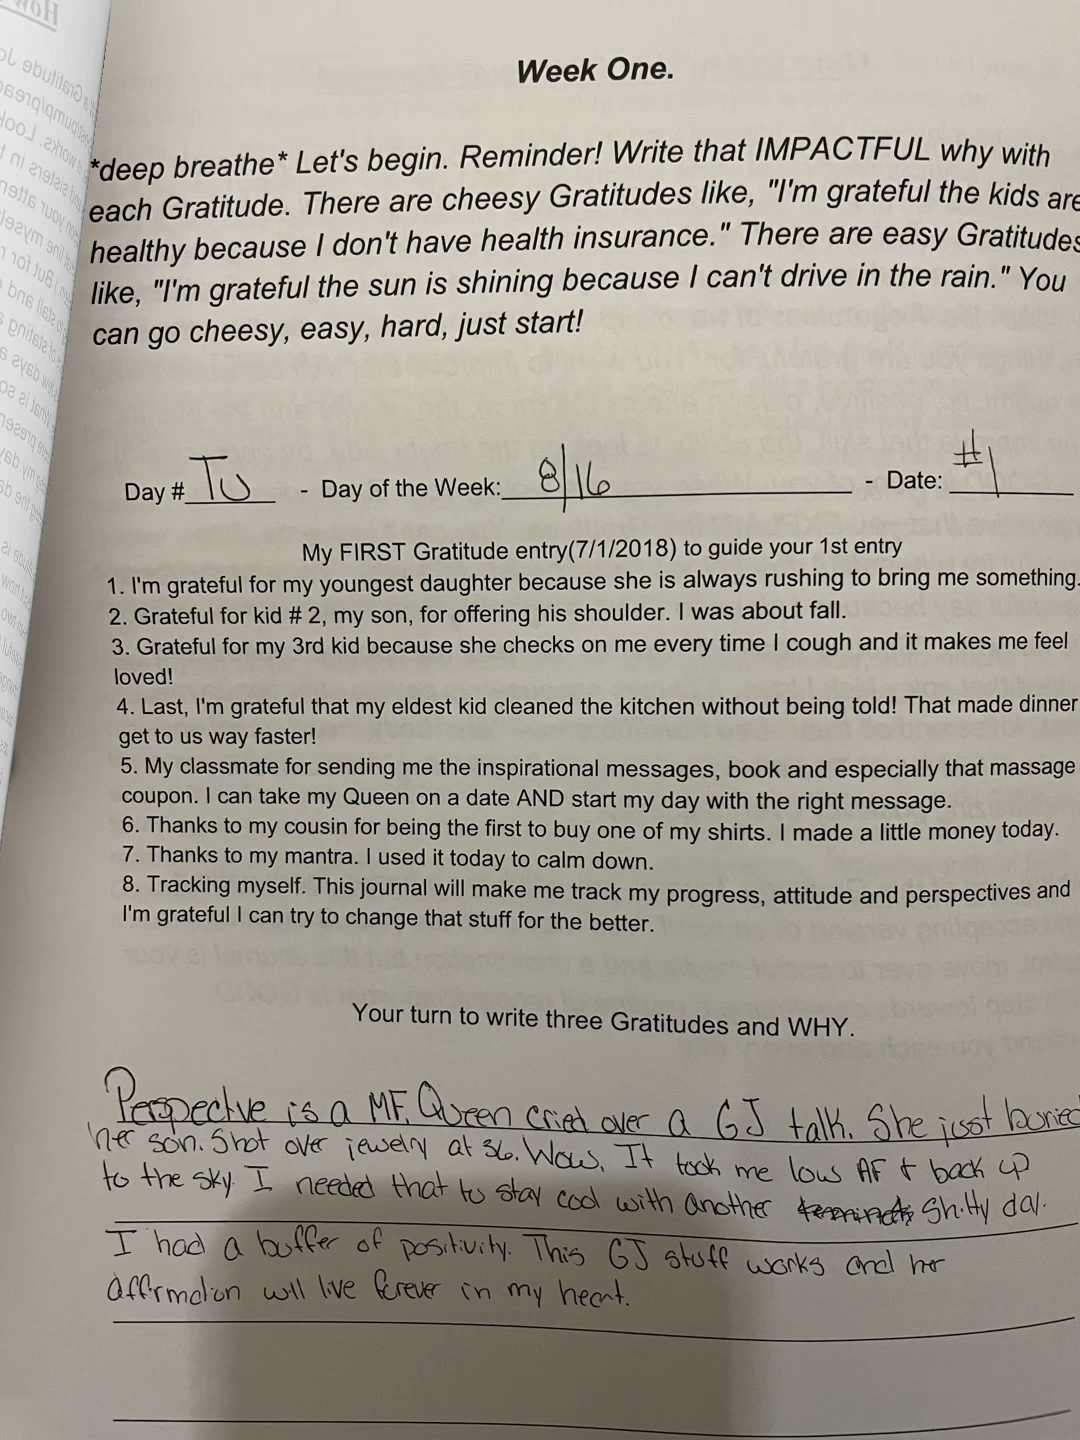 Week One.
*deep breathe* Let's begin. Reminder! Write that IMPACTFUL why with
each Gratitude. There are cheesy Gratitudes like, "I'm grateful the kids are
healthy because I don't have health insurance." There are easy Gratitudes
like, "I'm grateful the sun is shining because I can't drive in the rain." You
can go cheesy, easy, hard, just start!
Day # TU - Day of the Week: 8/16 - Date: #1
My FIRST Gratitude entry(7/1/2018) to guide your 1st entry
1. I'm grateful for my youngest daughter because she is always rushing to bring me something.
2. Grateful for kid # 2, my son, for offering his shoulder. I was about fall.
3. Grateful for my 3rd kid because she checks on me every time I cough and it makes me feel
loved!
4. Last, I'm grateful that my eldest kid cleaned the kitchen without being told! That made dinner
get to us way faster!
5. My classmate for sending me the inspirational messages, book and especially that massage
coupon. I can take my Queen on a date AND start my day with the right message.
6. Thanks to my cousin for being the first to buy one of my shirts. I made a little money today.
7. Thanks to my mantra. I used it today to calm down.
8. Tracking myself. This journal will make me track my progress, attitude and perspectives and
I'm grateful I can try to change that stuff for the better.
Your turn to write three Gratitudes and WHY.
Perspective is a MF. Queen cried over a GJ talk. She just buried
her son. Shot over jewelry at 36. Wow. It took me low AF & back up
to the sky. I needed that to stay cool with another shitty day.
I had a buffer of positivity. This GJ stuff works and her
affirmation will live forever in my heart.